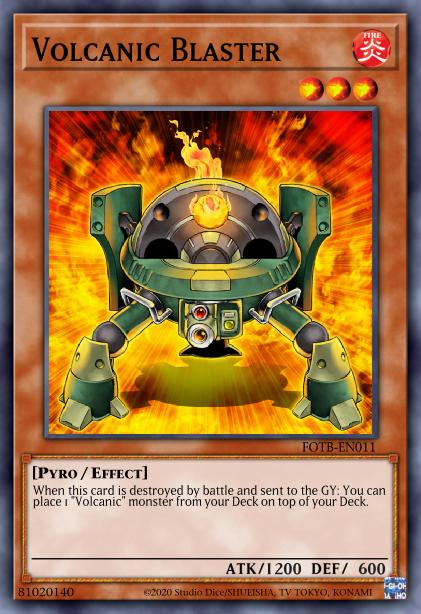 Volcanic Blaster
FIRE
炎
FOTB-EN011
[Pyro / Effect]
When this card is destroyed by battle and sent to the GY: You can
place 1 "Volcanic" monster from your Deck on top of your Deck.
ATK/1200 DEF/ 600
81020140
©2020 Studio Dice/SHUEISHA, TV TOKYO, KONAMI